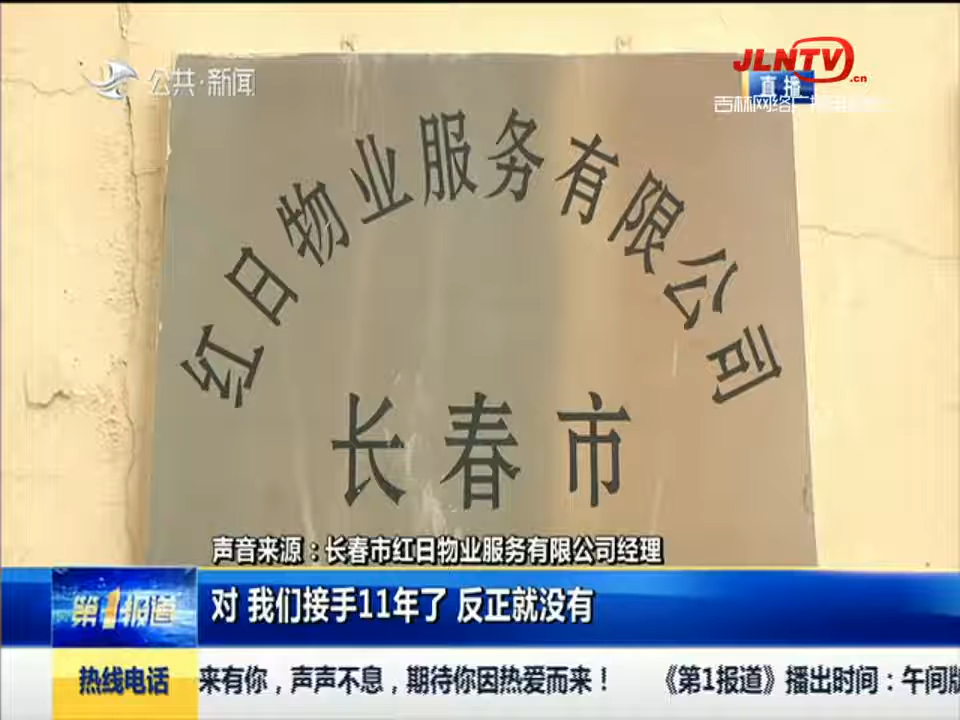 公共·新闻
JLNTV.cn
直播
红日物业服务有限公司
长春市
声音来源：长春市红日物业服务有限公司经理
第1报道
对 我们接手11年了 反正就没有
热线电话
来有你，声声不息，期待你因热爱而来！ 《第1报道》播出时间：午间版